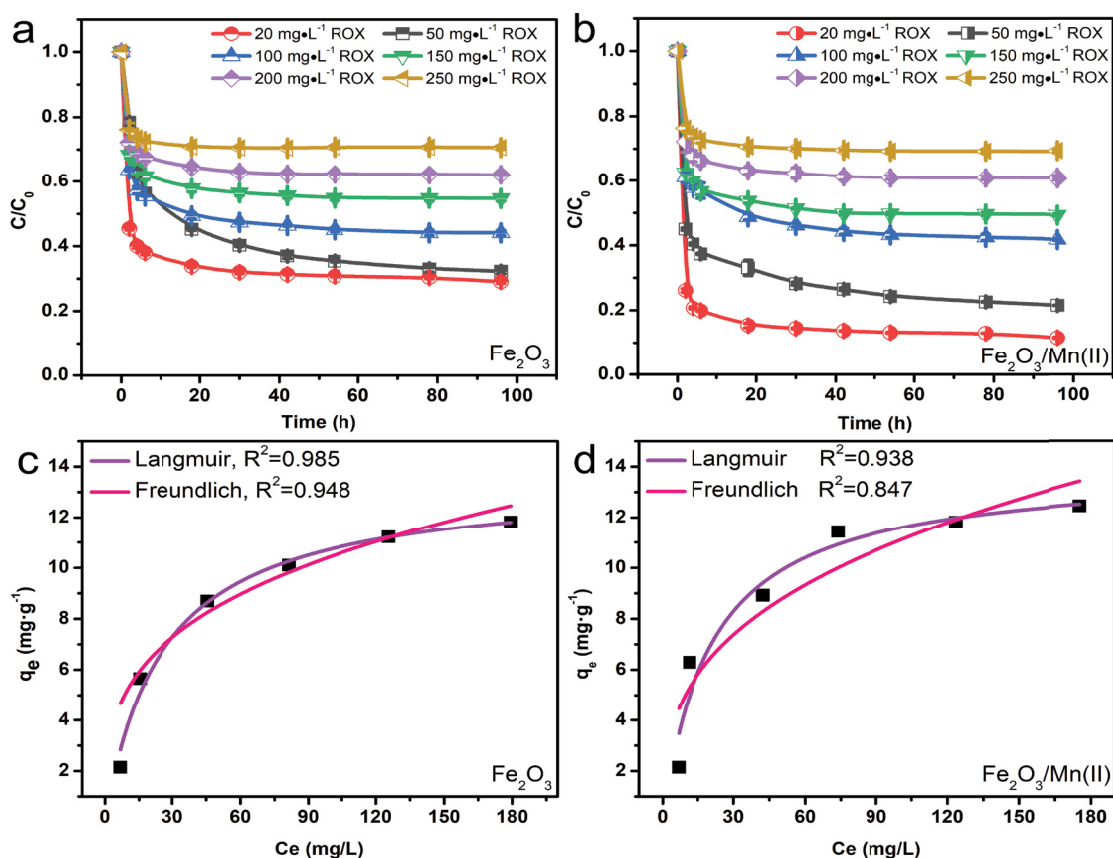 a
20 mg•L⁻¹ ROX 50 mg•L⁻¹ ROX
100 mg•L⁻¹ ROX 150 mg•L⁻¹ ROX
200 mg•L⁻¹ ROX 250 mg•L⁻¹ ROX
1.0
0.8
0.6
0.4
0.2
0.0
C/C₀
Fe₂O₃
0 20 40 60 80 100
Time (h)
b
20 mg•L⁻¹ ROX 50 mg•L⁻¹ ROX
100 mg•L⁻¹ ROX 150 mg•L⁻¹ ROX
200 mg•L⁻¹ ROX 250 mg•L⁻¹ ROX
1.0
0.8
0.6
0.4
0.2
0.0
C/C₀
Fe₂O₃/Mn(II)
0 20 40 60 80 100
Time (h)
c
Langmuir, R²=0.985
Freundlich, R²=0.948
14
12
10
8
6
4
2
qₑ (mg·g⁻¹)
Fe₂O₃
0 30 60 90 120 150 180
Ce (mg/L)
d
Langmuir R²=0.938
Freundlich R²=0.847
14
12
10
8
6
4
2
qₑ (mg·g⁻¹)
Fe₂O₃/Mn(II)
0 30 60 90 120 150 180
Ce (mg/L)